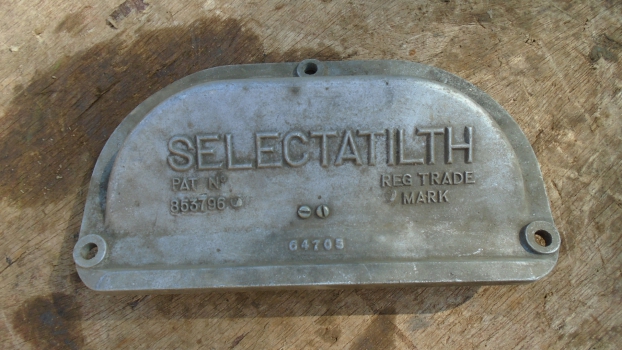 SELECTATILTH
PAT Nº
853796
REG TRADE
MARK
64705